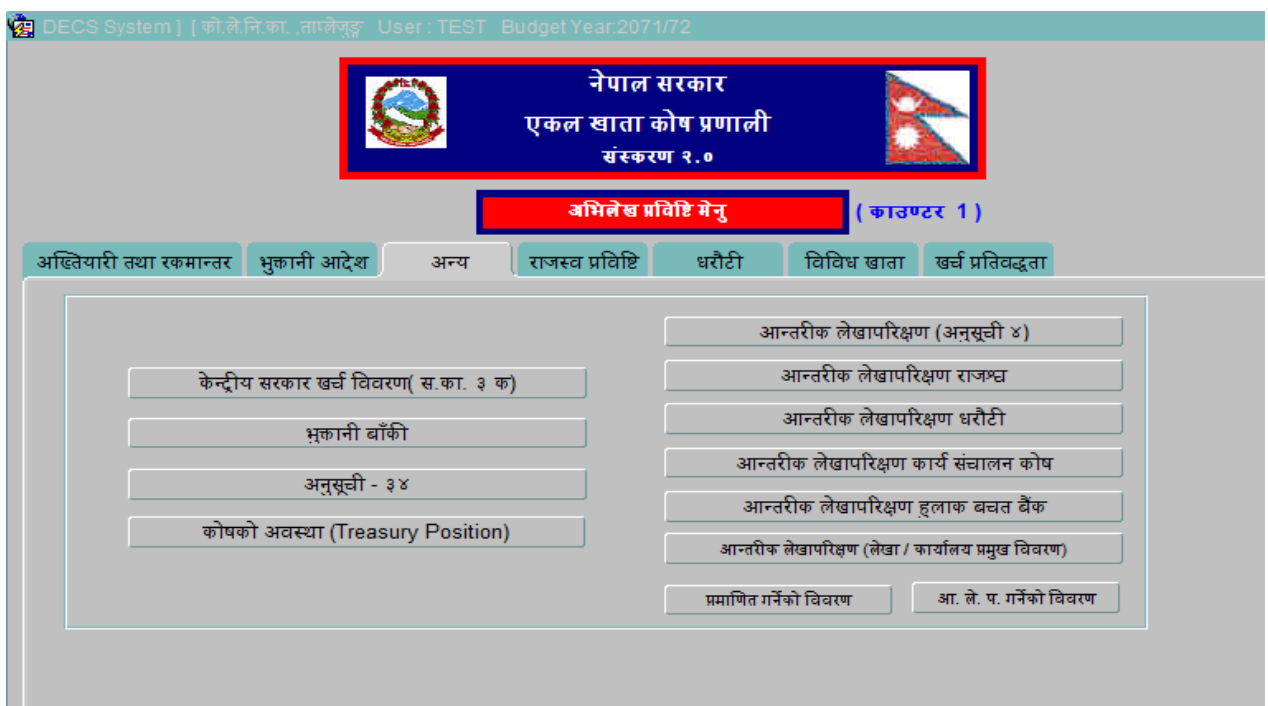 DECS System ] [ को.ले.नि.का. ,ताप्लेजुङ्ग User : TEST Budget Year:2071/72
नेपाल सरकार
एकल खाता कोष प्रणाली
संस्करण २.०
अभिलेख प्रविष्टि मेनु ( काउण्टर 1 )
अख्तियारी तथा रकमान्तर भुक्तानी आदेश अन्य राजस्व प्रविष्टि धरौटी विविध खाता खर्च प्रतिवद्धता
केन्द्रीय सरकार खर्च विवरण( स.का. ३ क)
भुक्तानी बाँकी
अनुसूची - ३४
कोषको अवस्था (Treasury Position)
आन्तरीक लेखापरिक्षण (अनुसूची ४)
आन्तरीक लेखापरिक्षण राजश्व
आन्तरीक लेखापरिक्षण धरौटी
आन्तरीक लेखापरिक्षण कार्य संचालन कोष
आन्तरीक लेखापरिक्षण हुलाक बचत बैंक
आन्तरीक लेखापरिक्षण (लेखा / कार्यालय प्रमुख विवरण)
प्रमाणित गर्नेको विवरण आ. ले. प. गर्नेको विवरण